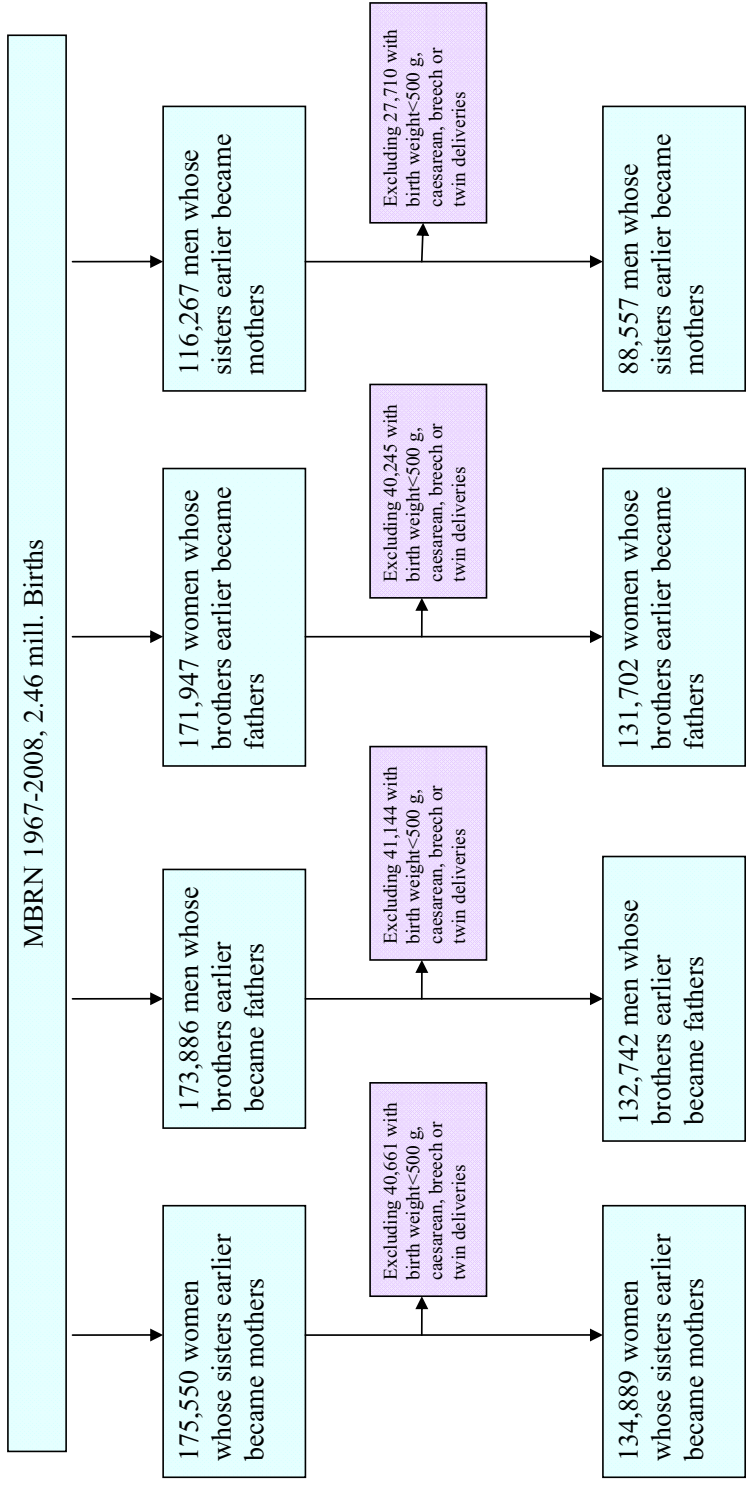 MBRN 1967-2008, 2.46 mill. Births
175,550 women
whose sisters earlier
became mothers
173,886 men whose
brothers earlier
became fathers
171,947 women whose
brothers earlier became
fathers
116,267 men whose
sisters earlier became
mothers
Excluding 40,661 with
birth weight<500 g,
caesarean, breech or
twin deliveries
Excluding 41,144 with
birth weight<500 g,
caesarean, breech or
twin deliveries
Excluding 40,245 with
birth weight<500 g,
caesarean, breech or
twin deliveries
Excluding 27,710 with
birth weight<500 g,
caesarean, breech or
twin deliveries
134,889 women
whose sisters earlier
became mothers
132,742 men whose
brothers earlier
became fathers
131,702 women whose
brothers earlier became
fathers
88,557 men whose
sisters earlier became
mothers